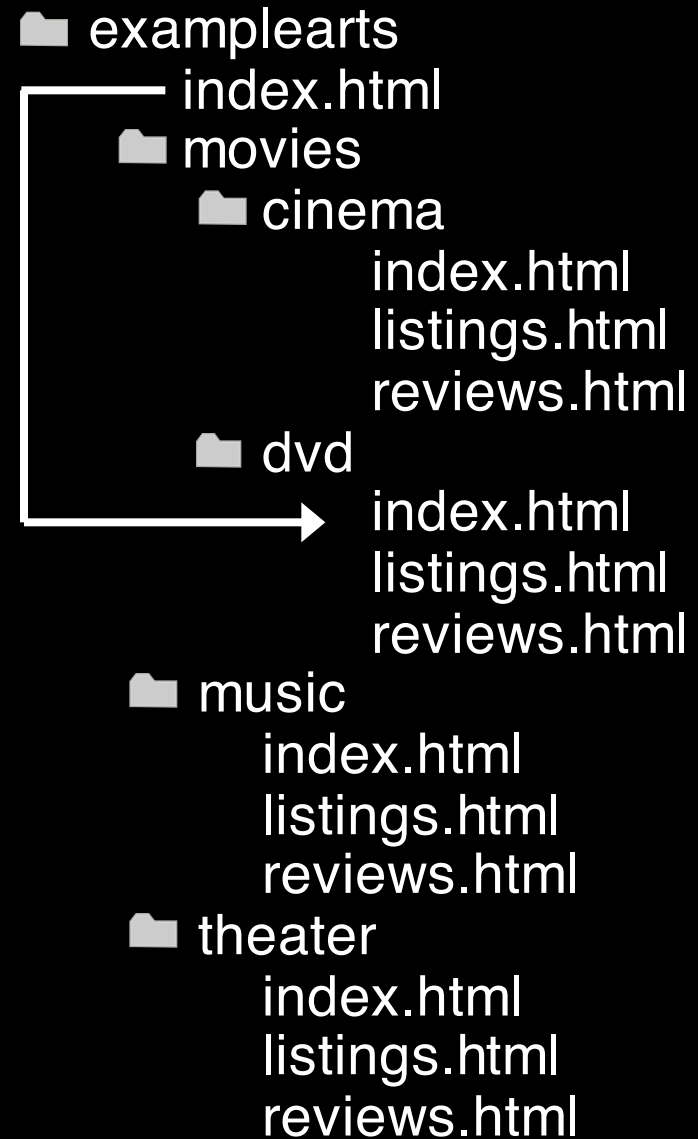 examplearts
index.html
movies
cinema
index.html
listings.html
reviews.html
dvd
index.html
listings.html
reviews.html
music
index.html
listings.html
reviews.html
theater
index.html
listings.html
reviews.html